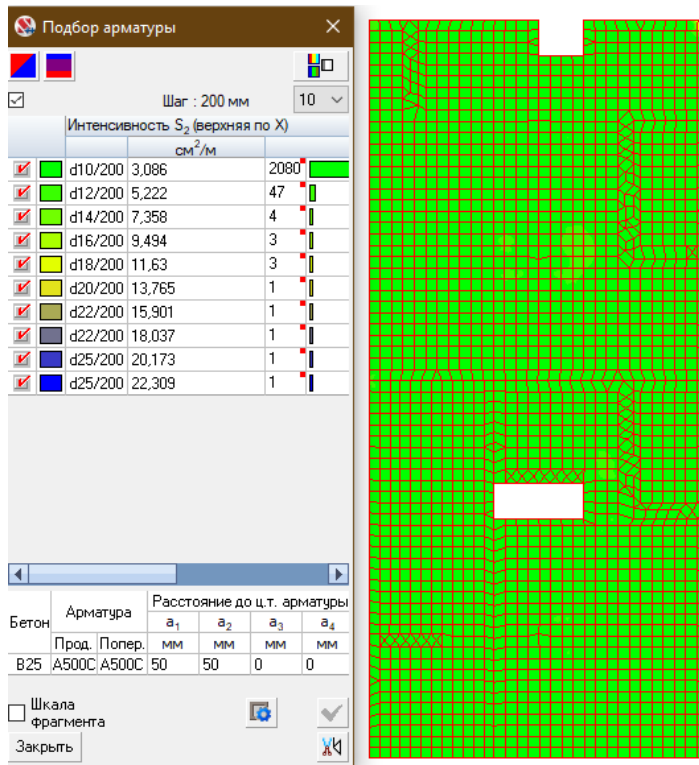 Подбор арматуры
Шаг : 200 мм 10
Интенсивность S2 (верхняя по X)
см2/м
d10/200 3,086 2080
d12/200 5,222 47
d14/200 7,358 4
d16/200 9,494 3
d18/200 11,63 3
d20/200 13,765 1
d22/200 15,901 1
d22/200 18,037 1
d25/200 20,173 1
d25/200 22,309 1
Бетон Арматура Расстояние до ц.т. арматуры
a1 a2 a3 a4
Прод. Попер. мм мм мм мм
B25 A500C A500C 50 50 0 0
Шкала
фрагмента
Закрыть